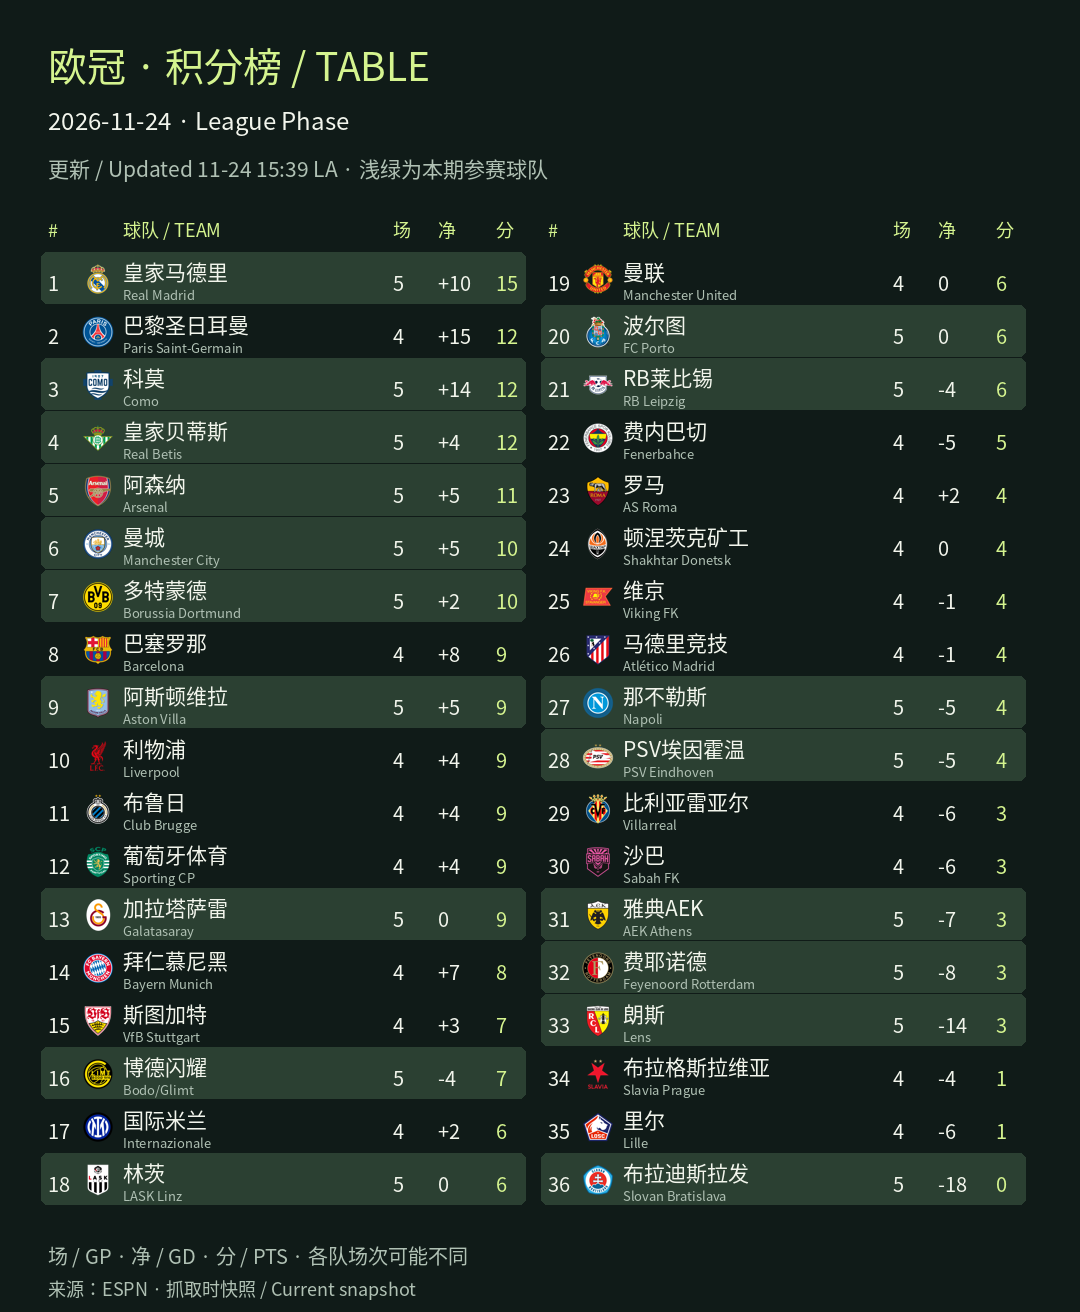 欧冠 · 积分榜 / TABLE
2026-11-24 · League Phase
更新 / Updated 11-24 15:39 LA · 浅绿为本期参赛球队
# 球队 / TEAM 场 净 分
1 皇家马德里 5 +10 15
Real Madrid
2 巴黎圣日耳曼 4 +15 12
Paris Saint-Germain
3 科莫 5 +14 12
Como
4 皇家贝蒂斯 5 +4 12
Real Betis
5 阿森纳 5 +5 11
Arsenal
6 曼城 5 +5 10
Manchester City
7 多特蒙德 5 +2 10
Borussia Dortmund
8 巴塞罗那 4 +8 9
Barcelona
9 阿斯顿维拉 5 +5 9
Aston Villa
10 利物浦 4 +4 9
Liverpool
11 布鲁日 4 +4 9
Club Brugge
12 葡萄牙体育 4 +4 9
Sporting CP
13 加拉塔萨雷 5 0 9
Galatasaray
14 拜仁慕尼黑 4 +7 8
Bayern Munich
15 斯图加特 4 +3 7
VfB Stuttgart
16 博德闪耀 5 -4 7
Bodo/Glimt
17 国际米兰 4 +2 6
Internazionale
18 林茨 5 0 6
LASK Linz
# 球队 / TEAM 场 净 分
19 曼联 4 0 6
Manchester United
20 波尔图 5 0 6
FC Porto
21 RB莱比锡 5 -4 6
RB Leipzig
22 费内巴切 4 -5 5
Fenerbahce
23 罗马 4 +2 4
AS Roma
24 顿涅茨克矿工 4 0 4
Shakhtar Donetsk
25 维京 4 -1 4
Viking FK
26 马德里竞技 4 -1 4
Atlético Madrid
27 那不勒斯 5 -5 4
Napoli
28 PSV埃因霍温 5 -5 4
PSV Eindhoven
29 比利亚雷亚尔 4 -6 3
Villarreal
30 沙巴 4 -6 3
Sabah FK
31 雅典AEK 5 -7 3
AEK Athens
32 费耶诺德 5 -8 3
Feyenoord Rotterdam
33 朗斯 5 -14 3
Lens
34 布拉格斯拉维亚 4 -4 1
Slavia Prague
35 里尔 4 -6 1
Lille
36 布拉迪斯拉发 5 -18 0
Slovan Bratislava
场 / GP · 净 / GD · 分 / PTS · 各队场次可能不同
来源：ESPN · 抓取时快照 / Current snapshot